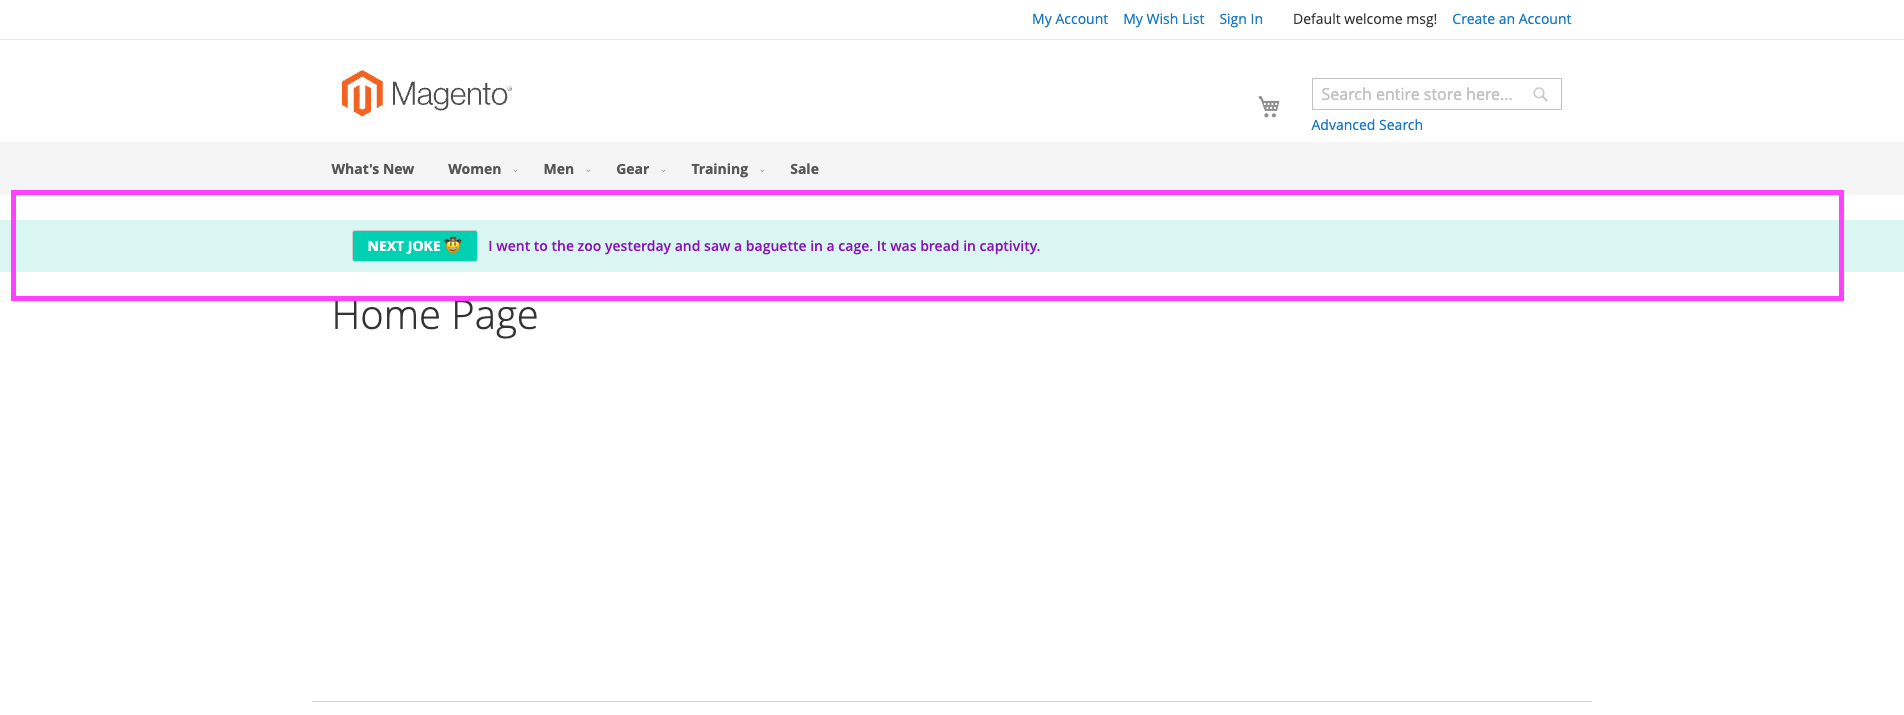 My Account My Wish List Sign In Default welcome msg! Create an Account
Magento
Search entire store here...
Advanced Search
What's New Women Men Gear Training Sale
NEXT JOKE 🤠 I went to the zoo yesterday and saw a baguette in a cage. It was bread in captivity.
Home Page